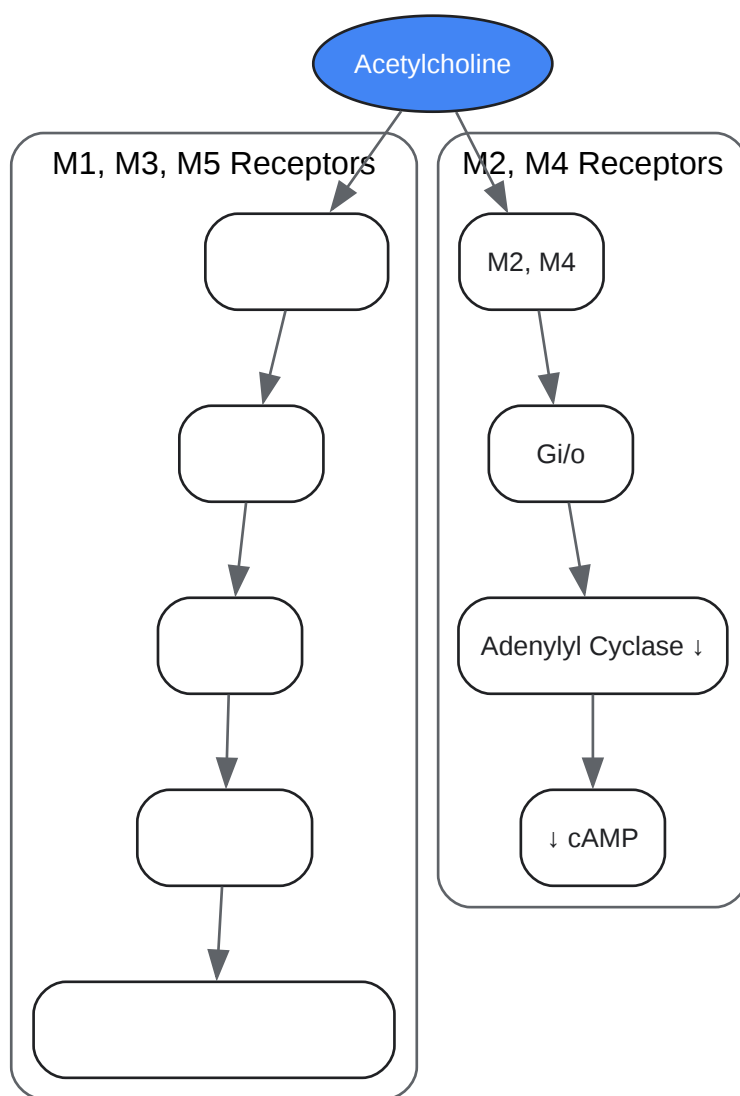 Acetylcholine
M1, M3, M5 Receptors
M2, M4 Receptors
M2, M4
Gi/o
Adenylyl Cyclase ↓
↓ cAMP